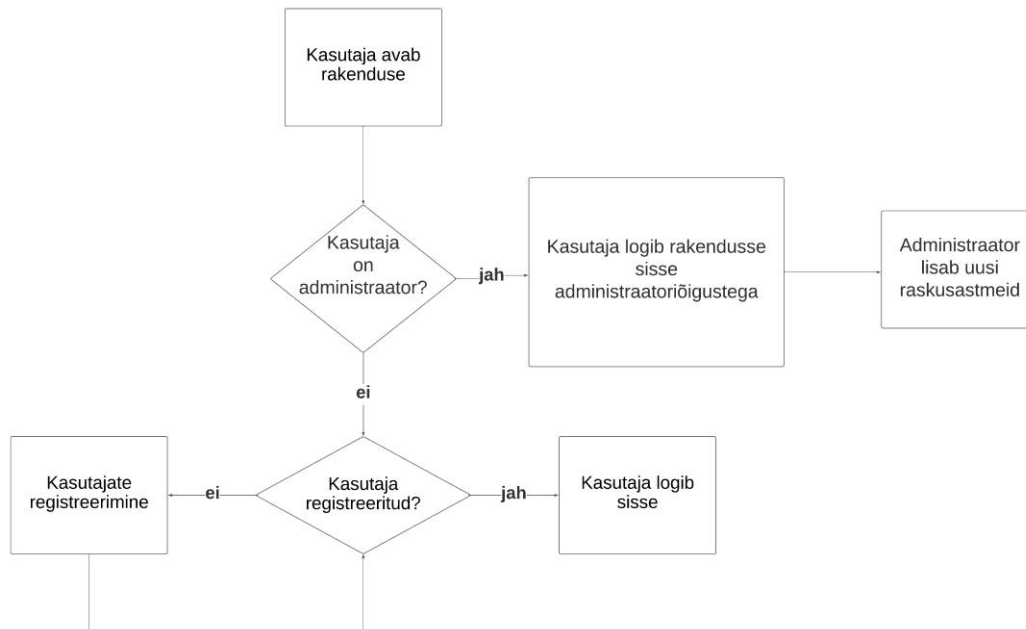 Kasutaja avab
rakenduse
Kasutaja
on
administraator?
jah
Kasutaja logib rakendusse
sisse
administraatoriõigustega
Administraator
lisab uusi
raskusastmeid
ei
Kasutajate
registreerimine
ei
Kasutaja
registreeritud?
jah
Kasutaja logib
sisse